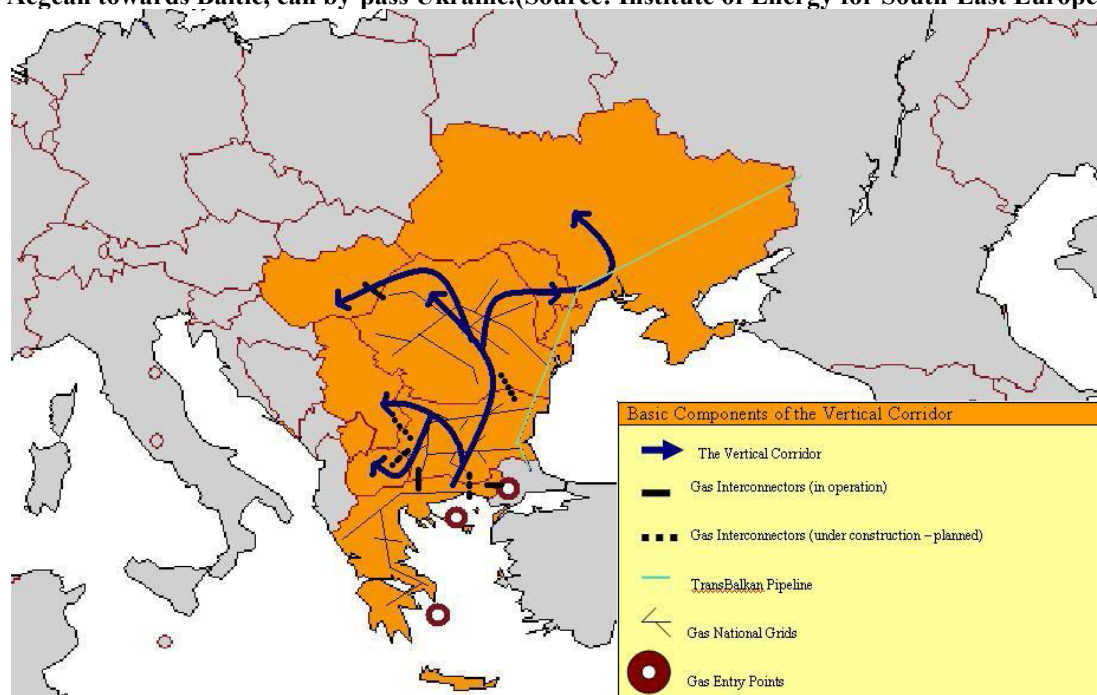 Aegean towards Baltic, can by-pass Ukraine.(Source: Institute of Energy for South-East Europe
Basic Components of the Vertical Corridor
The Vertical Corridor
Gas Interconnectors (in operation)
Gas Interconnectors (under construction – planned)
TransBalkan Pipeline
Gas National Grids
Gas Entry Points